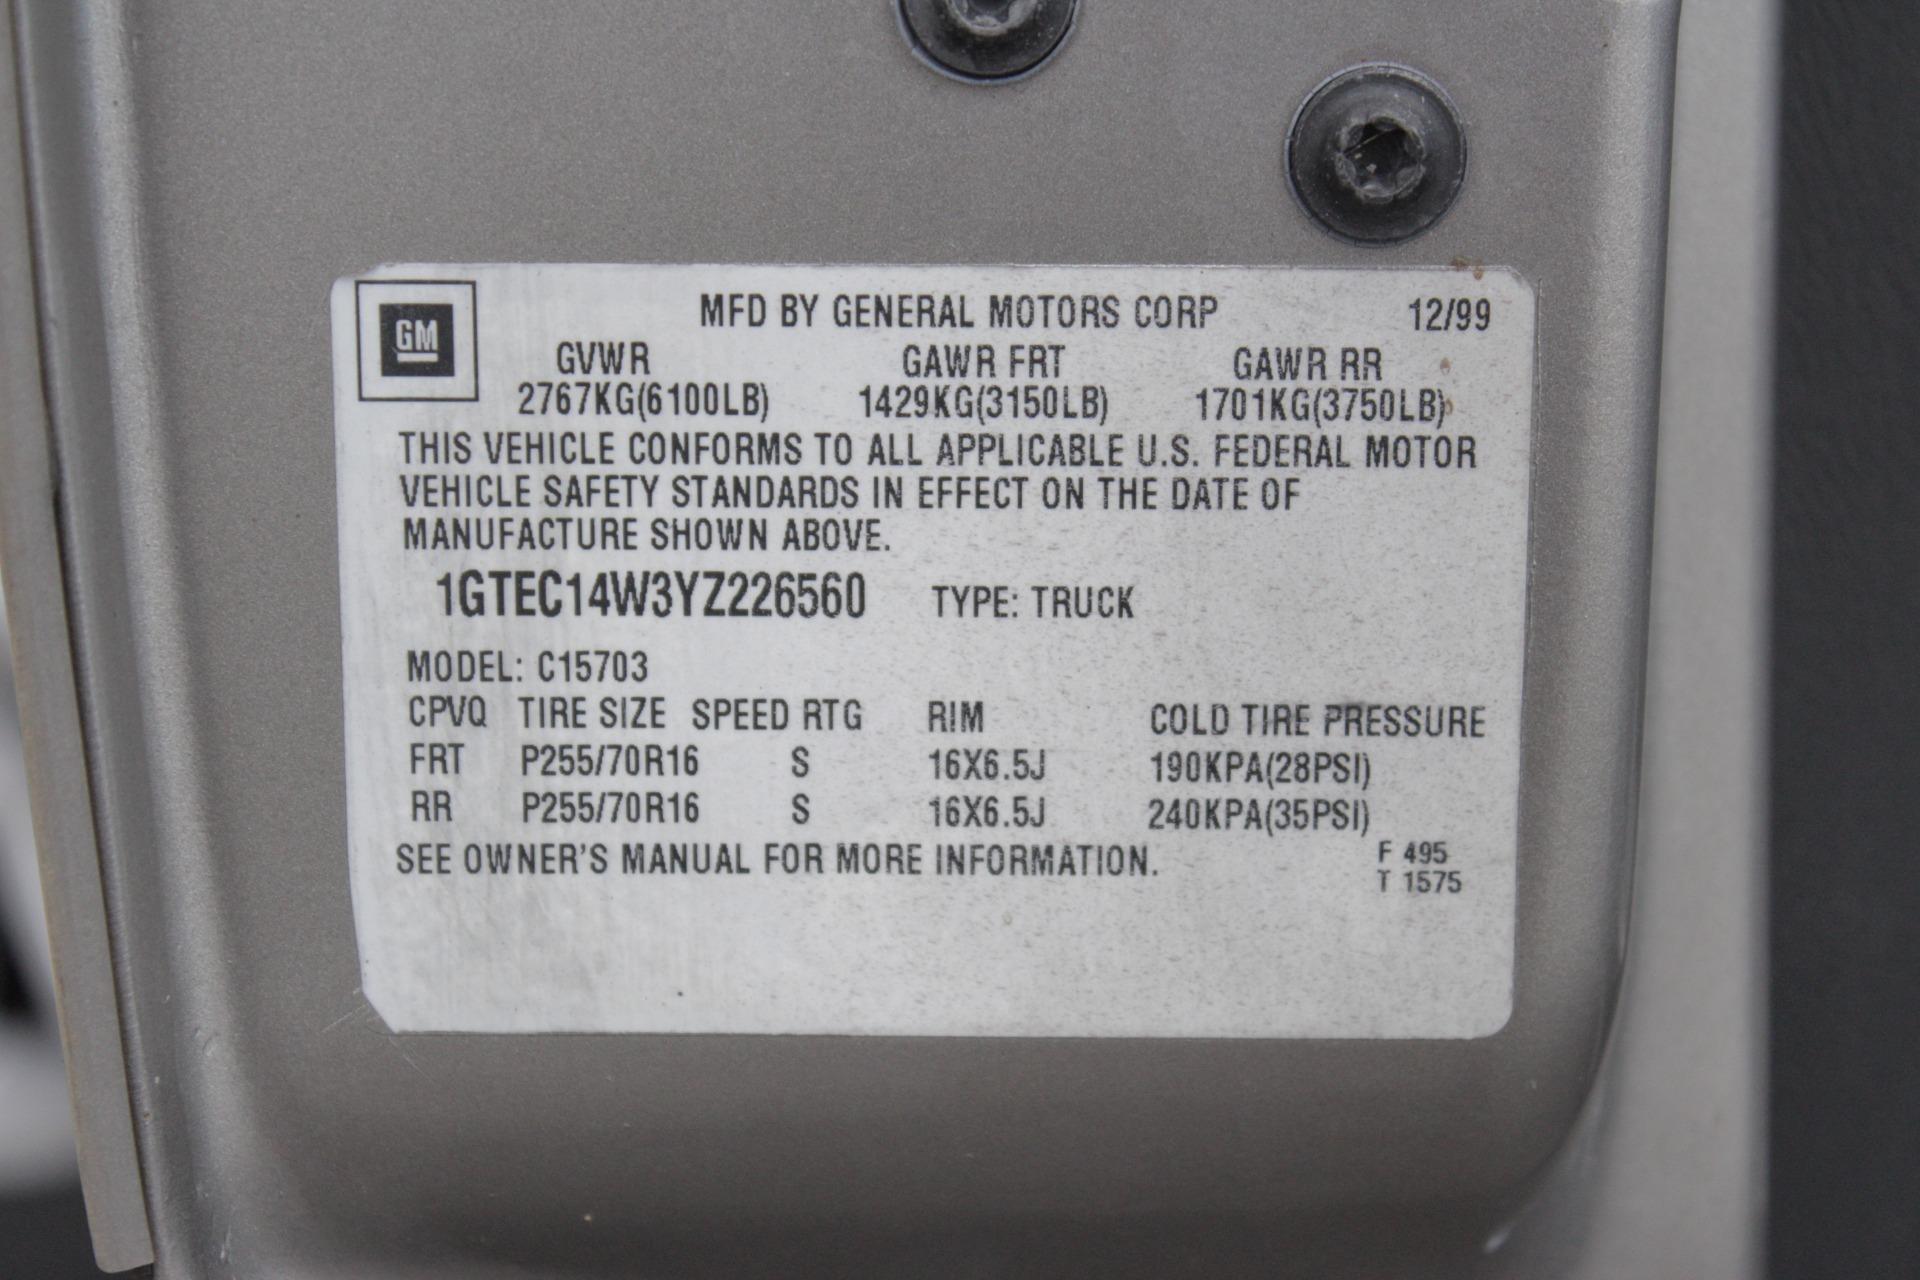 GM
MFD BY GENERAL MOTORS CORP 12/99
GVWR GAWR FRT GAWR RR
2767KG(6100LB) 1429KG(3150LB) 1701KG(3750LB)
THIS VEHICLE CONFORMS TO ALL APPLICABLE U.S. FEDERAL MOTOR
VEHICLE SAFETY STANDARDS IN EFFECT ON THE DATE OF
MANUFACTURE SHOWN ABOVE.
1GTEC14W3YZ226560 TYPE: TRUCK
MODEL: C15703
CPVQ TIRE SIZE SPEED RTG RIM COLD TIRE PRESSURE
FRT P255/70R16 S 16X6.5J 190KPA(28PSI)
RR P255/70R16 S 16X6.5J 240KPA(35PSI)
SEE OWNER'S MANUAL FOR MORE INFORMATION. F 495
T 1575